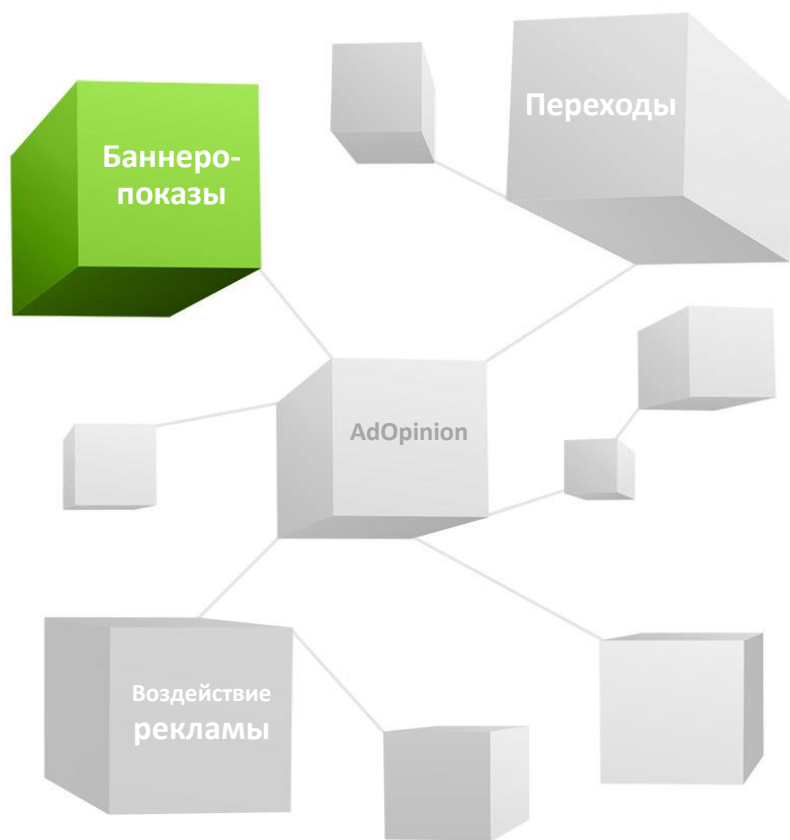 Баннеро-
показы
Переходы
AdOpinion
Воздействие
рекламы